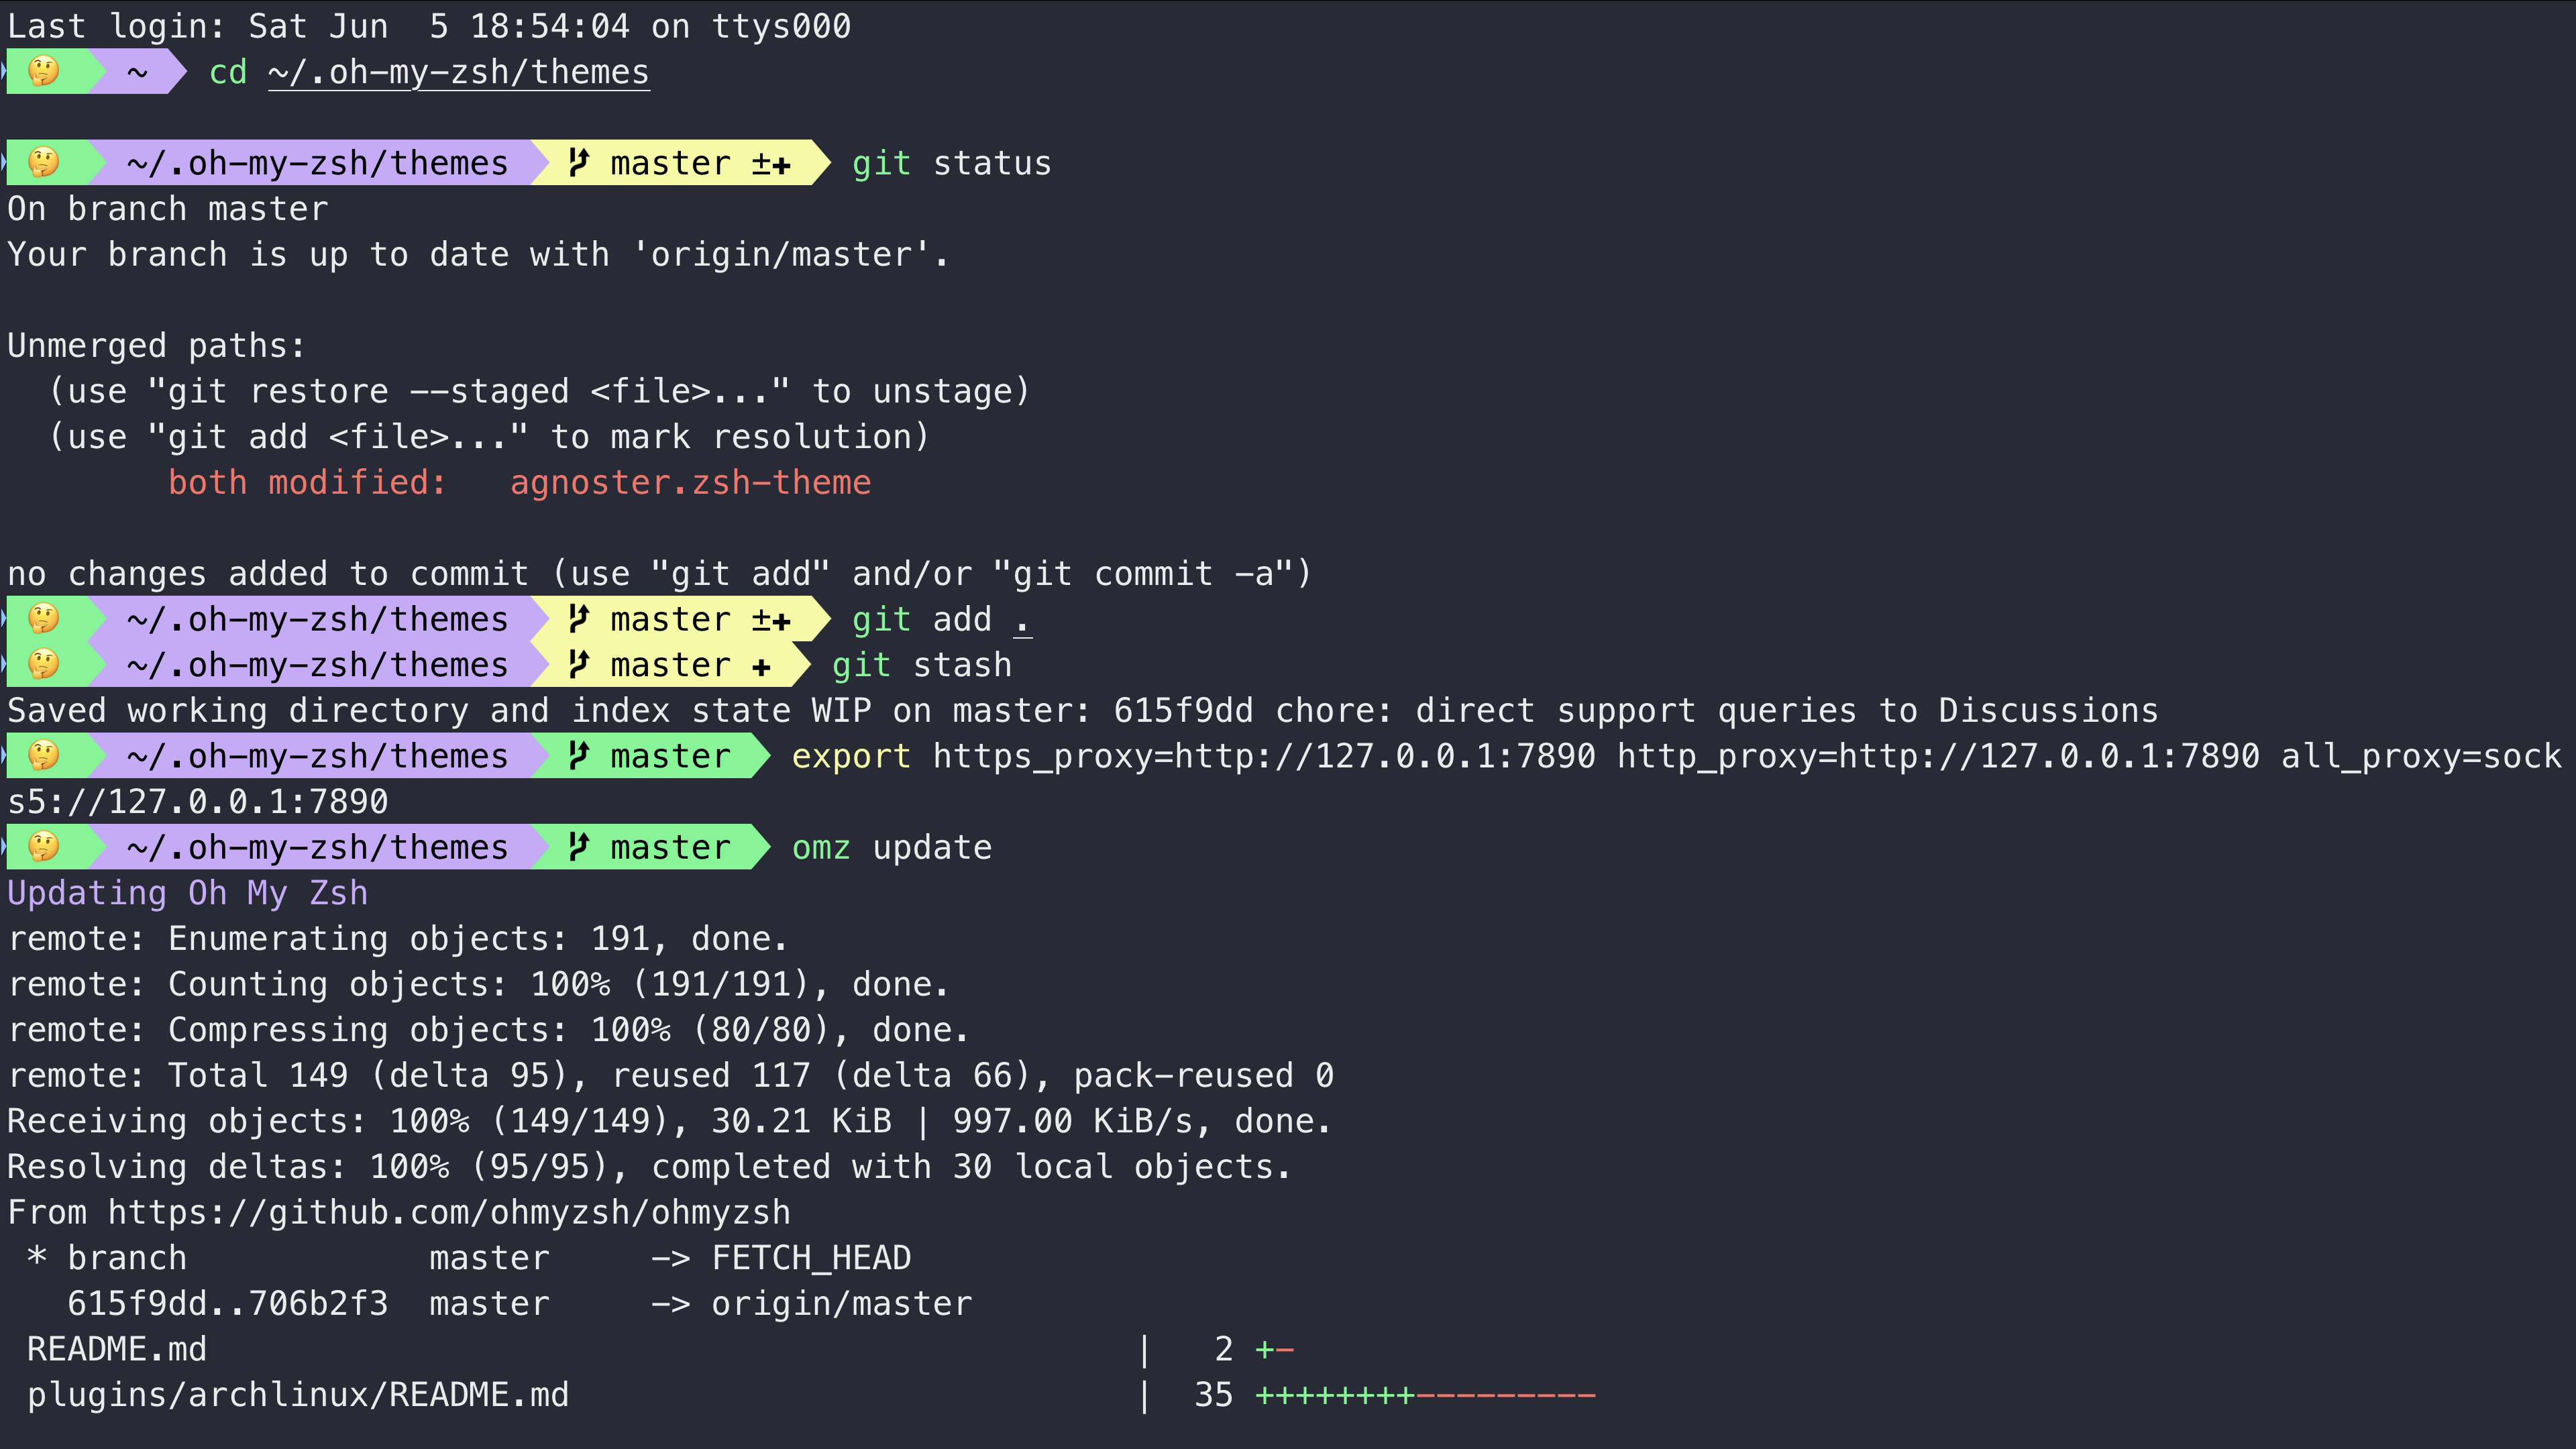 Last login: Sat Jun  5 18:54:04 on ttys000
🤔 ~ cd ~/.oh-my-zsh/themes
🤔 ~/.oh-my-zsh/themes master ±✚ git status
On branch master
Your branch is up to date with 'origin/master'.
Unmerged paths:
  (use "git restore --staged <file>..." to unstage)
  (use "git add <file>..." to mark resolution)
        both modified:   agnoster.zsh-theme
no changes added to commit (use "git add" and/or "git commit -a")
🤔 ~/.oh-my-zsh/themes master ±✚ git add .
🤔 ~/.oh-my-zsh/themes master ✚ git stash
Saved working directory and index state WIP on master: 615f9dd chore: direct support queries to Discussions
🤔 ~/.oh-my-zsh/themes master export https_proxy=http://127.0.0.1:7890 http_proxy=http://127.0.0.1:7890 all_proxy=sock
s5://127.0.0.1:7890
🤔 ~/.oh-my-zsh/themes master omz update
Updating Oh My Zsh
remote: Enumerating objects: 191, done.
remote: Counting objects: 100% (191/191), done.
remote: Compressing objects: 100% (80/80), done.
remote: Total 149 (delta 95), reused 117 (delta 66), pack-reused 0
Receiving objects: 100% (149/149), 30.21 KiB | 997.00 KiB/s, done.
Resolving deltas: 100% (95/95), completed with 30 local objects.
From https://github.com/ohmyzsh/ohmyzsh
 * branch            master     -> FETCH_HEAD
   615f9dd..706b2f3  master     -> origin/master
 README.md                                              |   2 +-
 plugins/archlinux/README.md                            |  35 ++++++++---------